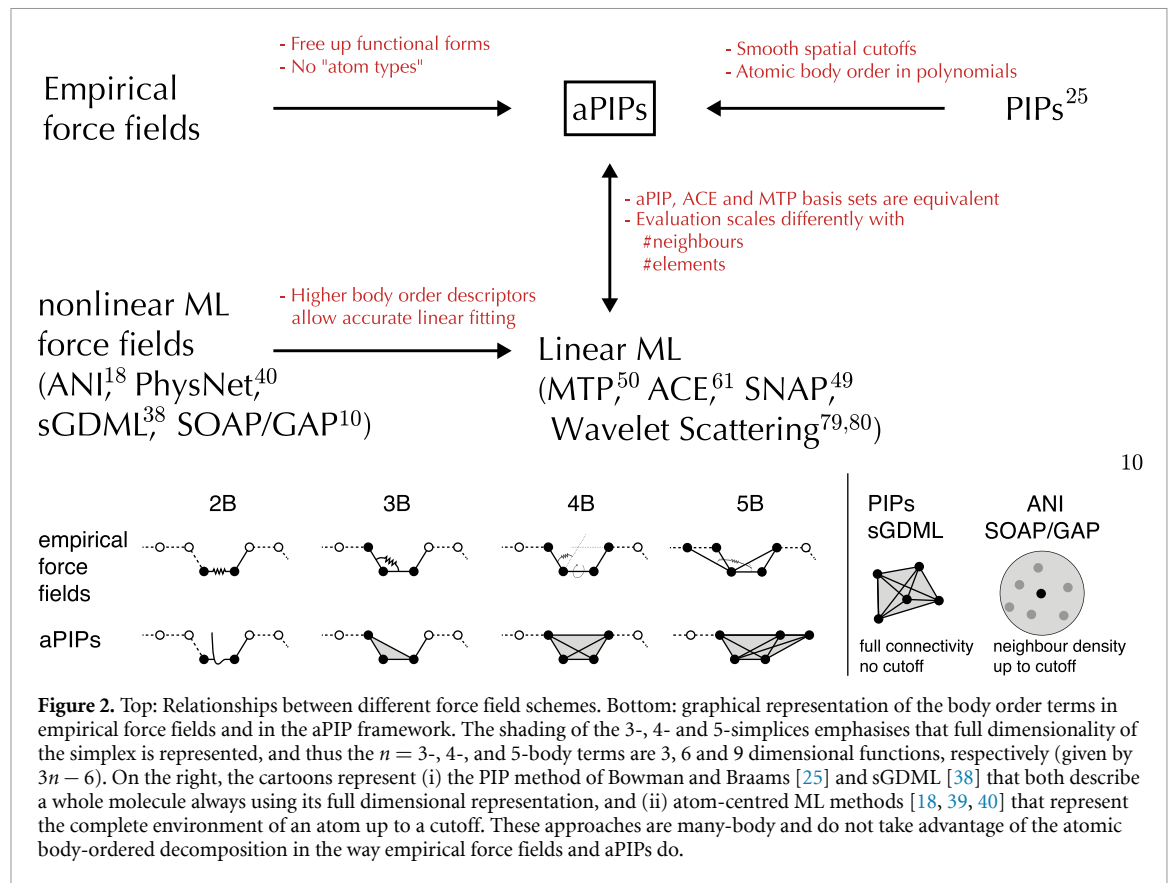 - Free up functional forms
- No "atom types"
- Smooth spatial cutoffs
- Atomic body order in polynomials
Empirical
force fields
aPIPs
PIPs25
- aPIP, ACE and MTP basis sets are equivalent
- Evaluation scales differently with
#neighbours
#elements
nonlinear ML
force fields
(ANI,18 PhysNet,40
sGDML,38 SOAP/GAP10)
- Higher body order descriptors
allow accurate linear fitting
Linear ML
(MTP,50 ACE,61 SNAP,49
Wavelet Scattering79,80)
10
2B 3B 4B 5B
empirical
force
fields
aPIPs
PIPs
sGDML
ANI
SOAP/GAP
full connectivity
no cutoff
neighbour density
up to cutoff
Figure 2. Top: Relationships between different force field schemes. Bottom: graphical representation of the body order terms in
empirical force fields and in the aPIP framework. The shading of the 3-, 4- and 5-simplices emphasises that full dimensionality of
the simplex is represented, and thus the n = 3-, 4-, and 5-body terms are 3, 6 and 9 dimensional functions, respectively (given by
3n − 6). On the right, the cartoons represent (i) the PIP method of Bowman and Braams [25] and sGDML [38] that both describe
a whole molecule always using its full dimensional representation, and (ii) atom-centred ML methods [18, 39, 40] that represent
the complete environment of an atom up to a cutoff. These approaches are many-body and do not take advantage of the atomic
body-ordered decomposition in the way empirical force fields and aPIPs do.